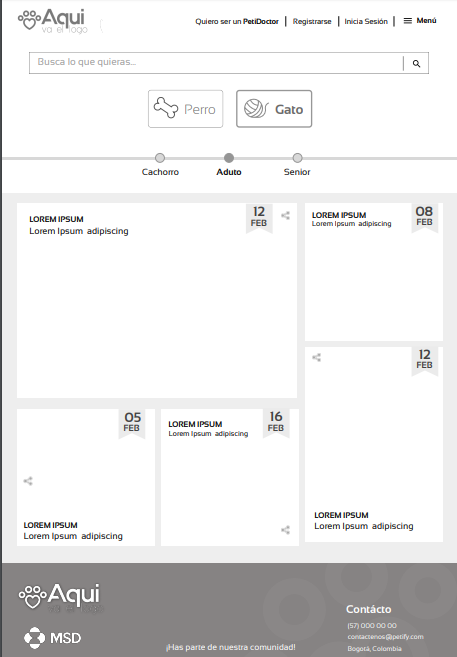 Aqui
va el logo
Quiero ser un PetiDoctor | Registrarse | Inicia Sesión | Menú
Busca lo que quieras...
Perro
Gato
Cachorro
Aduto
Senior
LOREM IPSUM
Lorem Ipsum adipiscing
12
FEB
LOREM IPSUM
Lorem Ipsum adipiscing
08
FEB
12
FEB
LOREM IPSUM
Lorem Ipsum adipiscing
05
FEB
LOREM IPSUM
Lorem Ipsum adipiscing
LOREM IPSUM
Lorem Ipsum adipiscing
16
FEB
Aqui
va el logo
MSD
¡Has parte de nuestra comunidad!
Contácto
(57) 000 00 00
contactenos@petify.com
Bogotá, Colombia